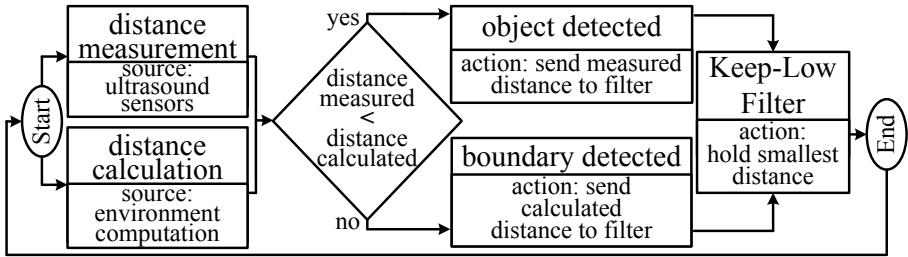 Start
distance
measurement
source:
ultrasound
sensors
distance
calculation
source:
environment
computation
yes
distance
measured
<
distance
calculated
no
object detected
action: send measured
distance to filter
boundary detected
action: send
calculated
distance to filter
Keep-Low
Filter
action:
hold smallest
distance
End